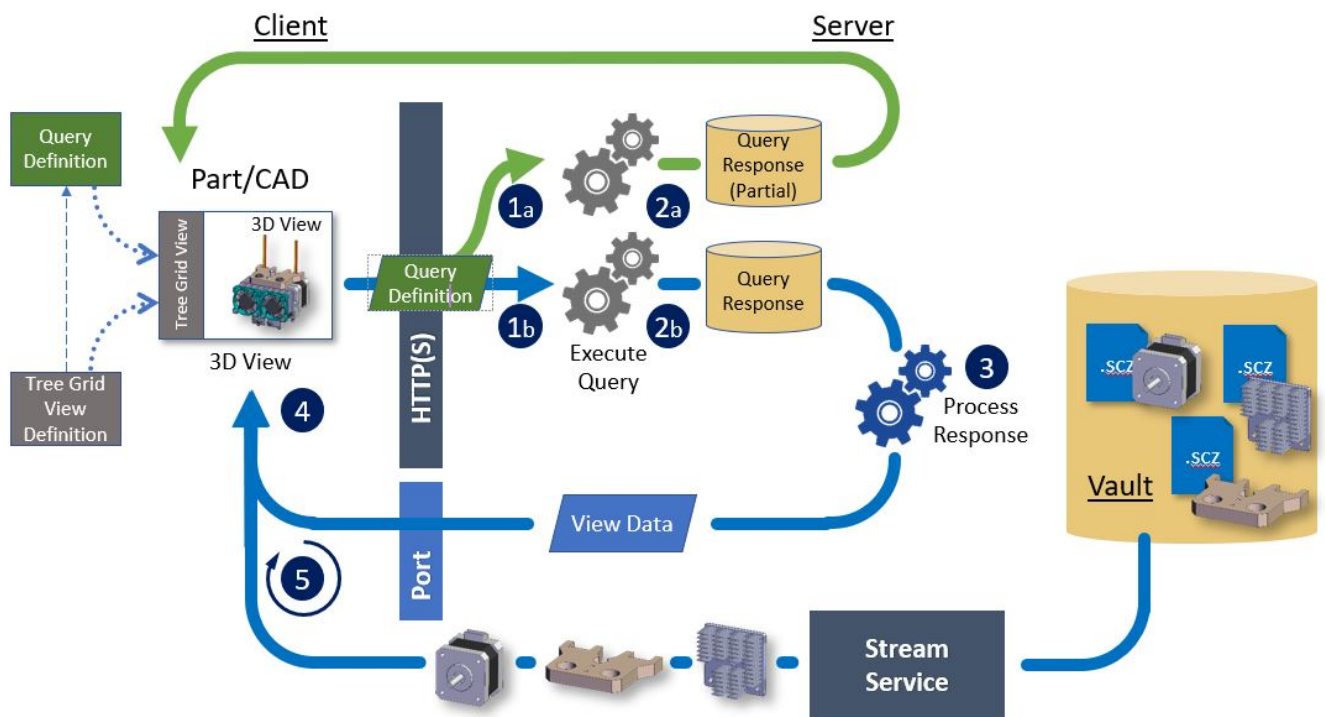 Client
Server
Query
Definition
Part/CAD
Tree Grid View
3D View
3D View
Tree Grid
View
Definition
HTTP(S)
Query
Definition
1a
1b
2a
2b
Execute
Query
Query
Response
(Partial)
Query
Response
3
Process
Response
4
View Data
Port
5
.scz
.scz
.scz
Vault
Stream
Service